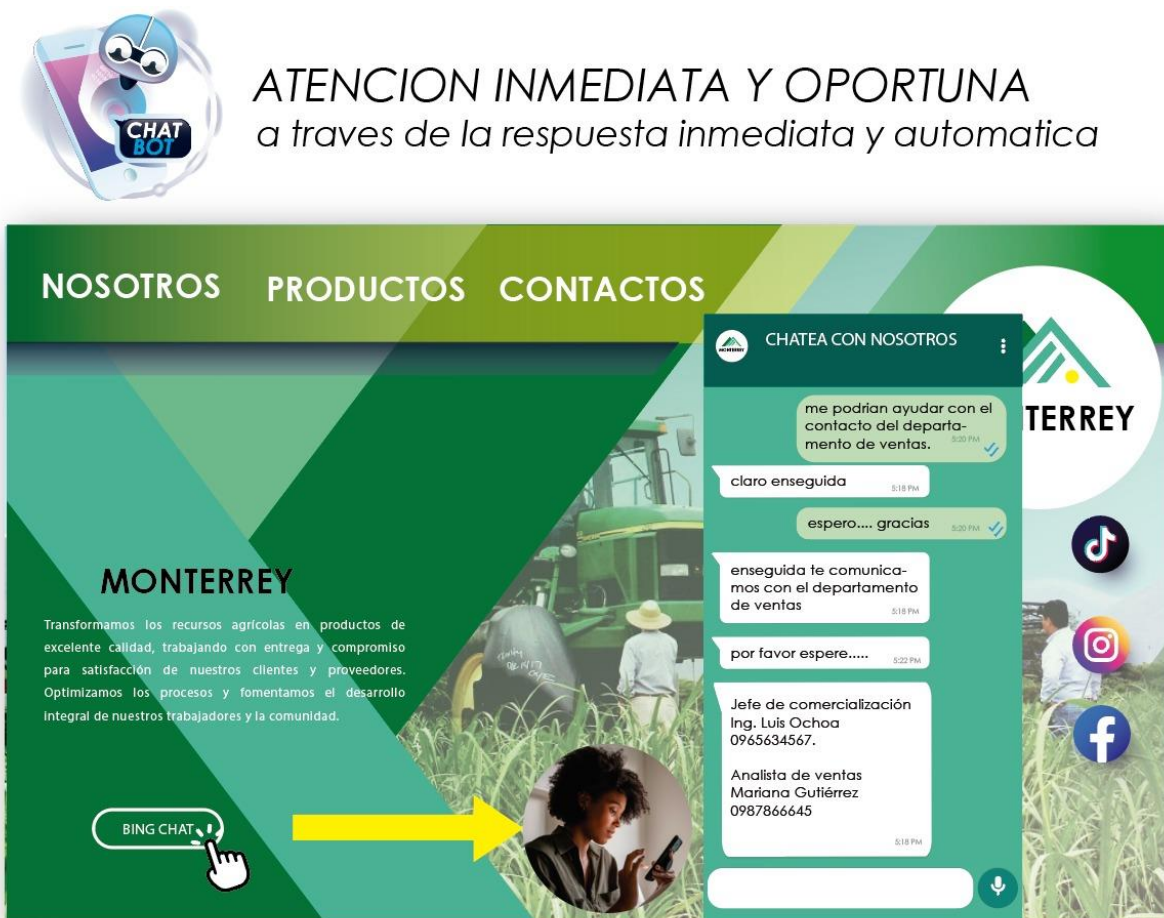 CHAT
BOT
ATENCION INMEDIATA Y OPORTUNA
a traves de la respuesta inmediata y automatica
NOSOTROS PRODUCTOS CONTACTOS
MONTERREY
Transformamos los recursos agrícolas en productos de
excelente calidad, trabajando con entrega y compromiso
para satisfacción de nuestros clientes y proveedores.
Optimizamos los procesos y fomentamos el desarrollo
integral de nuestros trabajadores y la comunidad.
BING CHAT
MONTERREY
CHATEA CON NOSOTROS
me podrian ayudar con el
contacto del departa-
mento de ventas.
5:20 PM
claro enseguida
5:18 PM
espero.... gracias
5:20 PM
enseguida te comunica-
mos con el departamento
de ventas
5:18 PM
por favor espere.....
5:22 PM
Jefe de comercialización
Ing. Luis Ochoa
0965634567.
Analista de ventas
Mariana Gutiérrez
0987866645
5:18 PM
TERREY